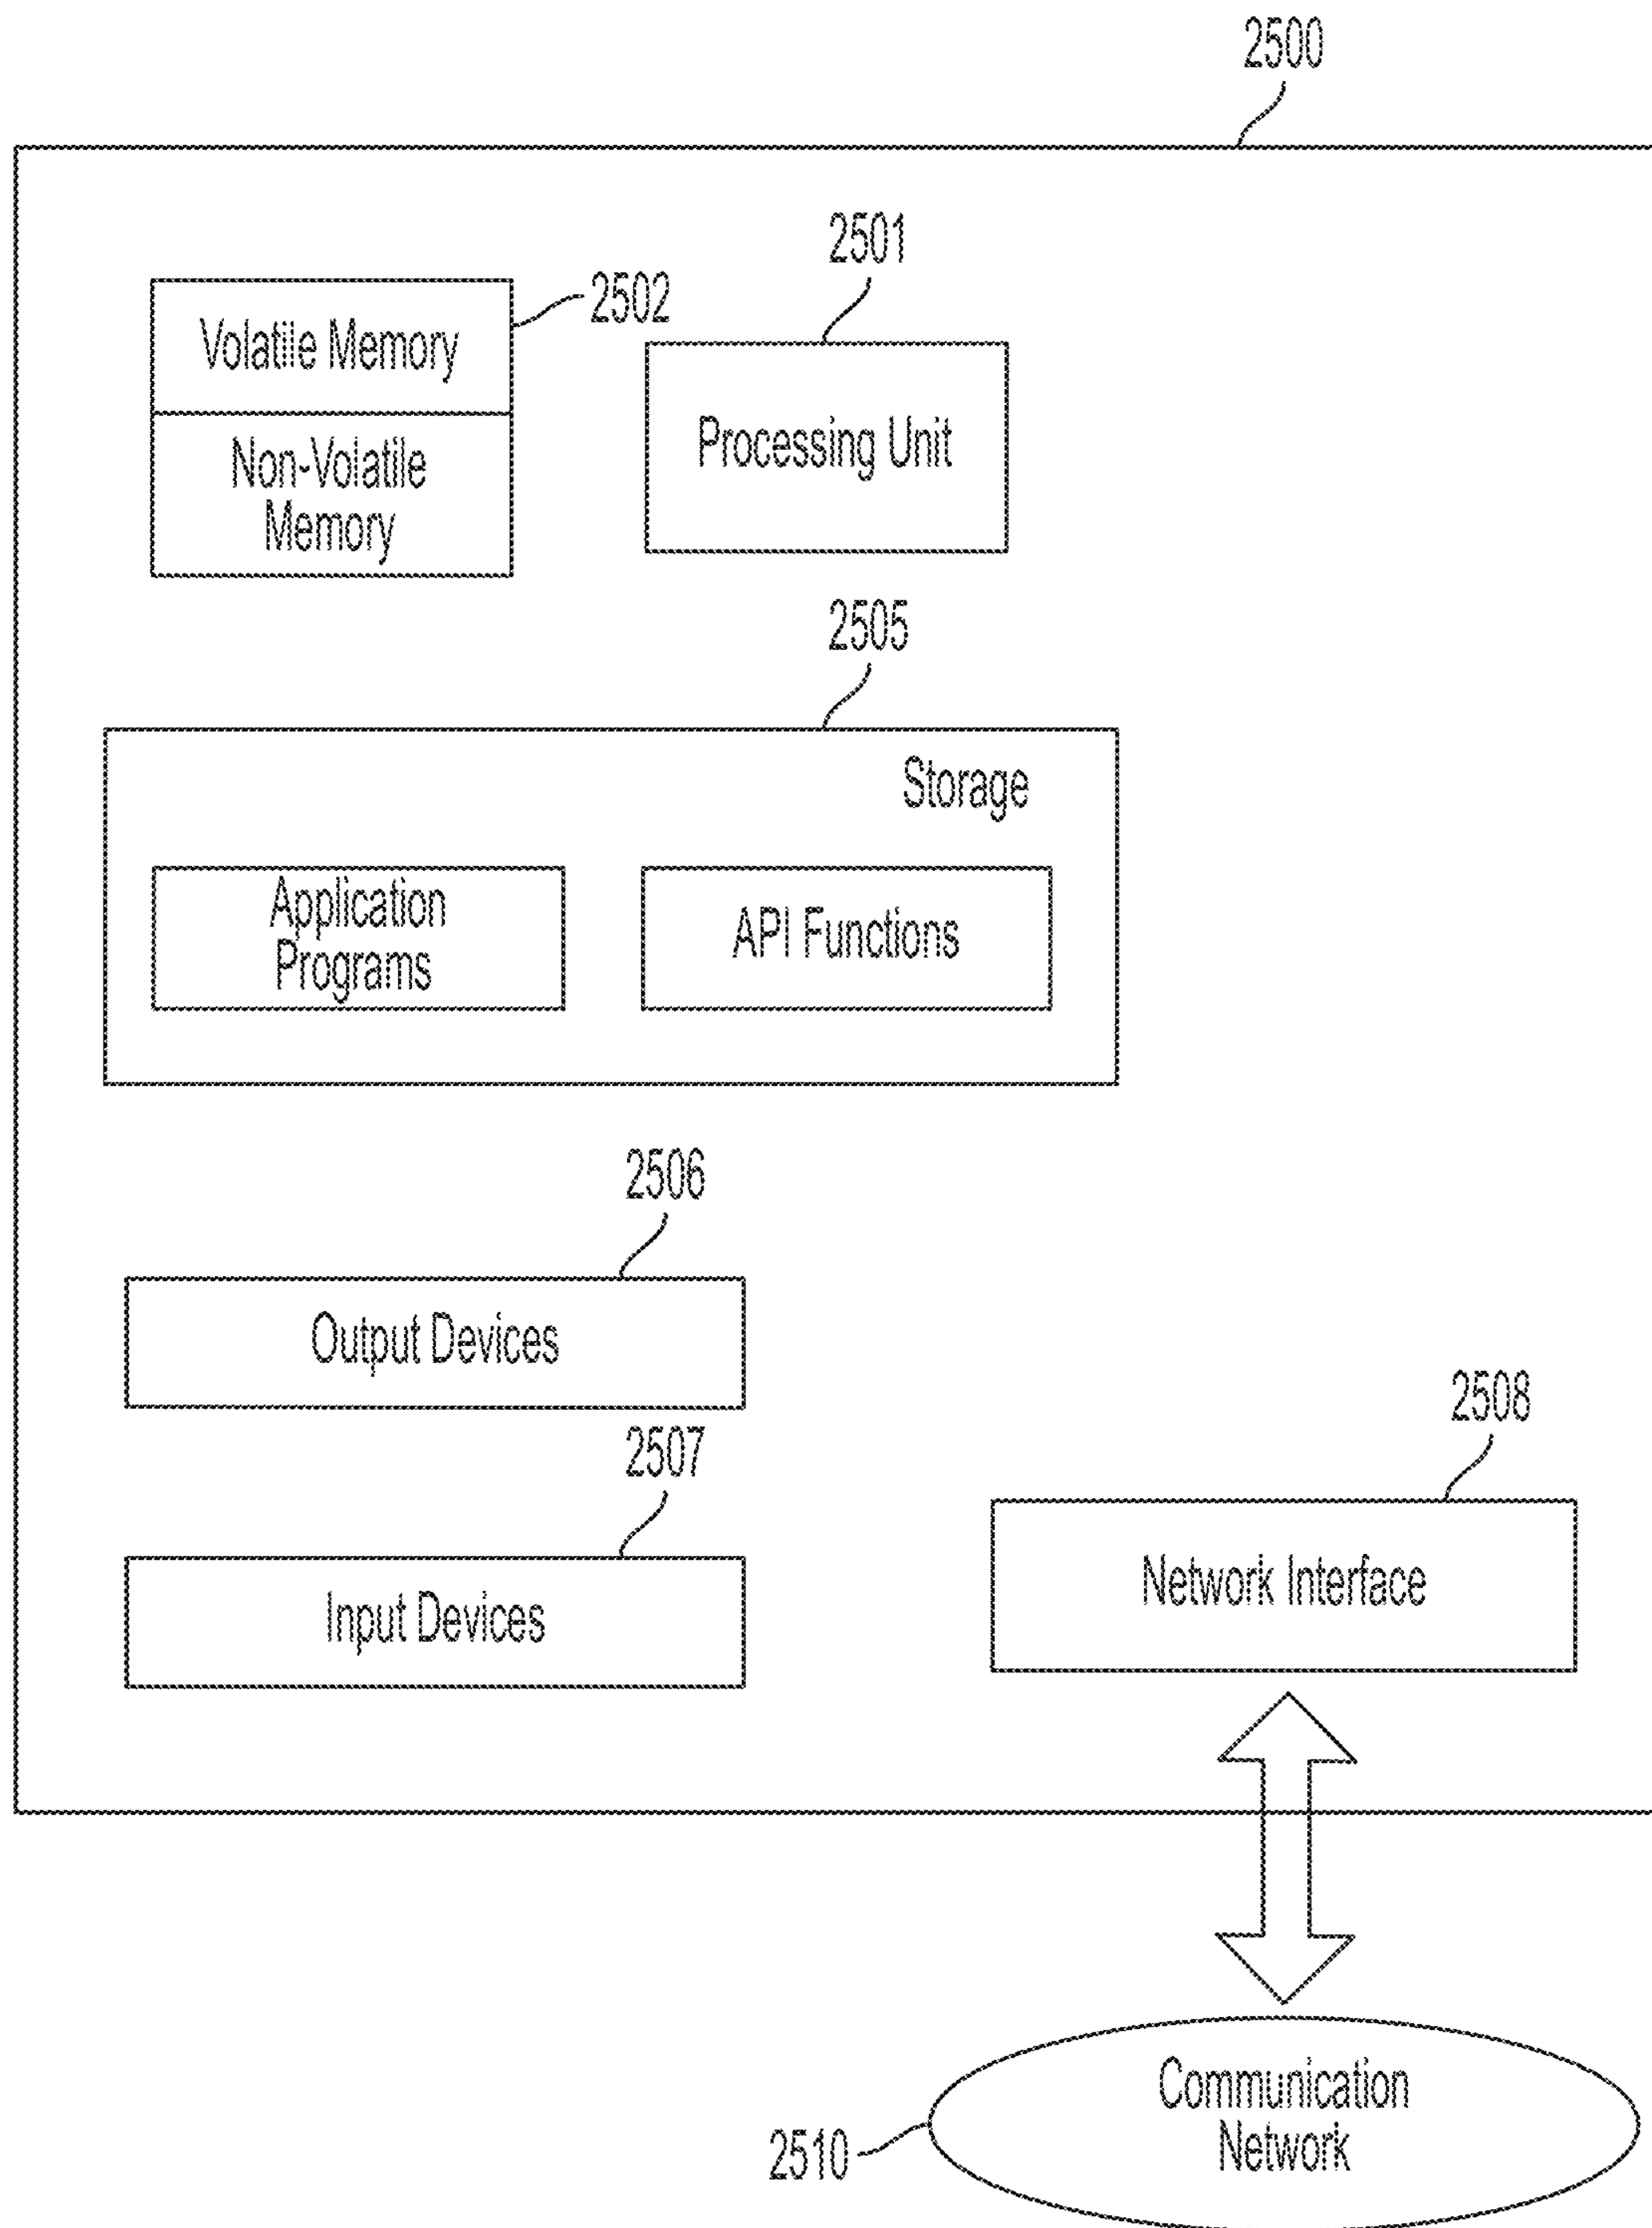 2500
2501
2502
Volatile Memory
Processing Unit
Non-Volatile
Memory
2505
Storage
Application
Programs
API Functions
2506
Output Devices
2508
2507
Network Interface
Input Devices
Communication
Network
2510